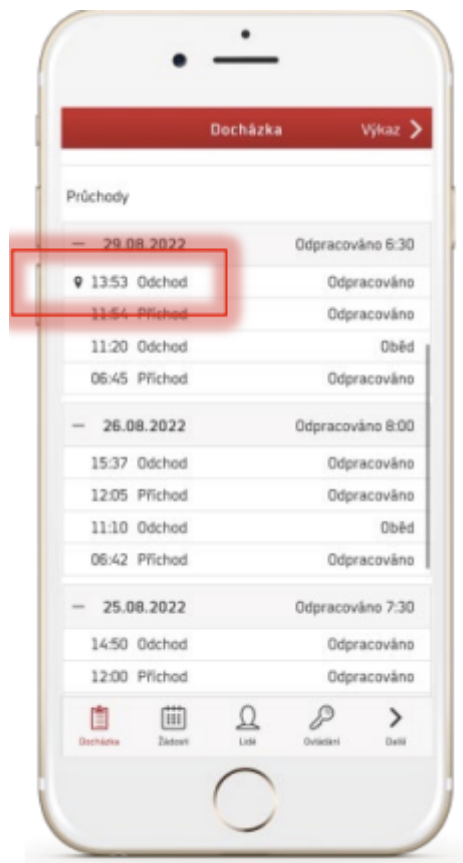 Docházka Výkaz
Průchody
29.08.2022 Odpracováno 6:30
13:53 Odchod Odpracováno
11:54 Příchod Odpracováno
11:20 Odchod Oběd
06:45 Příchod Odpracováno
26.08.2022 Odpracováno 8:00
15:37 Odchod Odpracováno
12:05 Příchod Odpracováno
11:10 Odchod Oběd
06:42 Příchod Odpracováno
25.08.2022 Odpracováno 7:30
14:50 Odchod Odpracováno
12:00 Příchod Odpracováno
Docházka Žádosti Lidé Ovládání Další